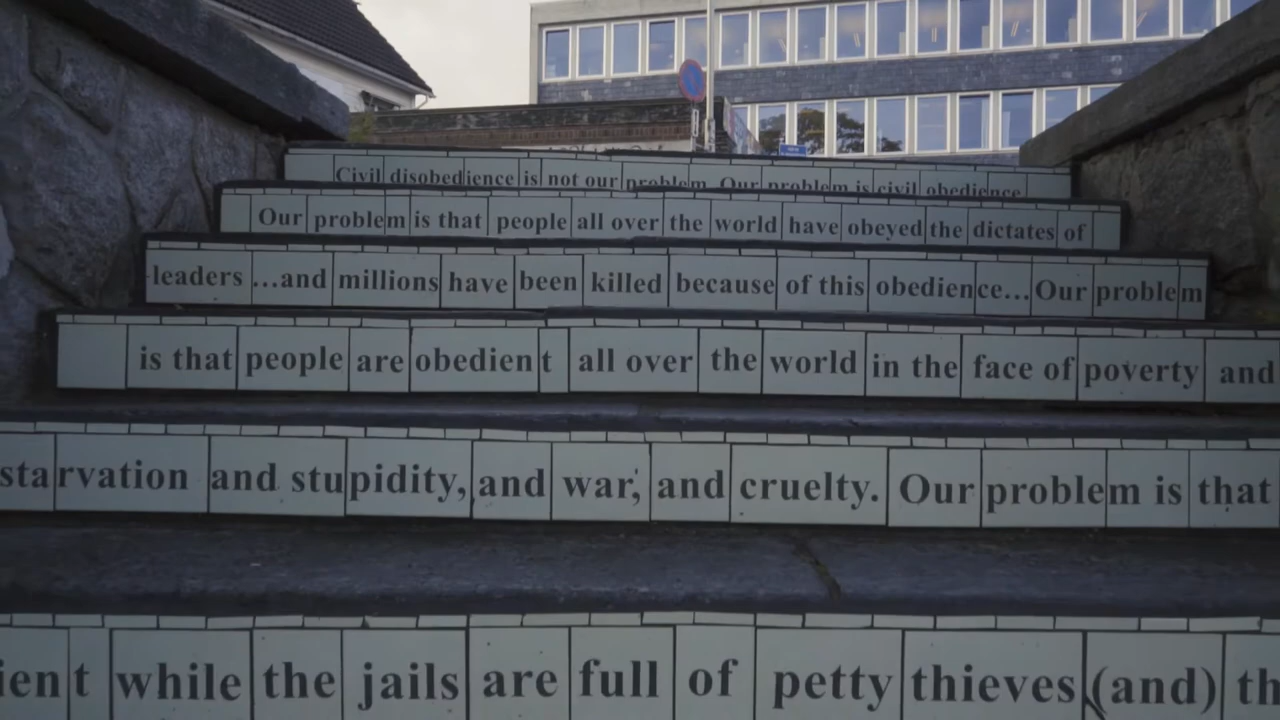 Civil disobedience is not our problem. Our problem is civil obedience.
Our problem is that people all over the world have obeyed the dictates of
leaders ...and millions have been killed because of this obedience... Our problem
is that people are obedient all over the world in the face of poverty and
starvation and stupidity, and war, and cruelty. Our problem is that
ient while the jails are full of petty thieves (and) th